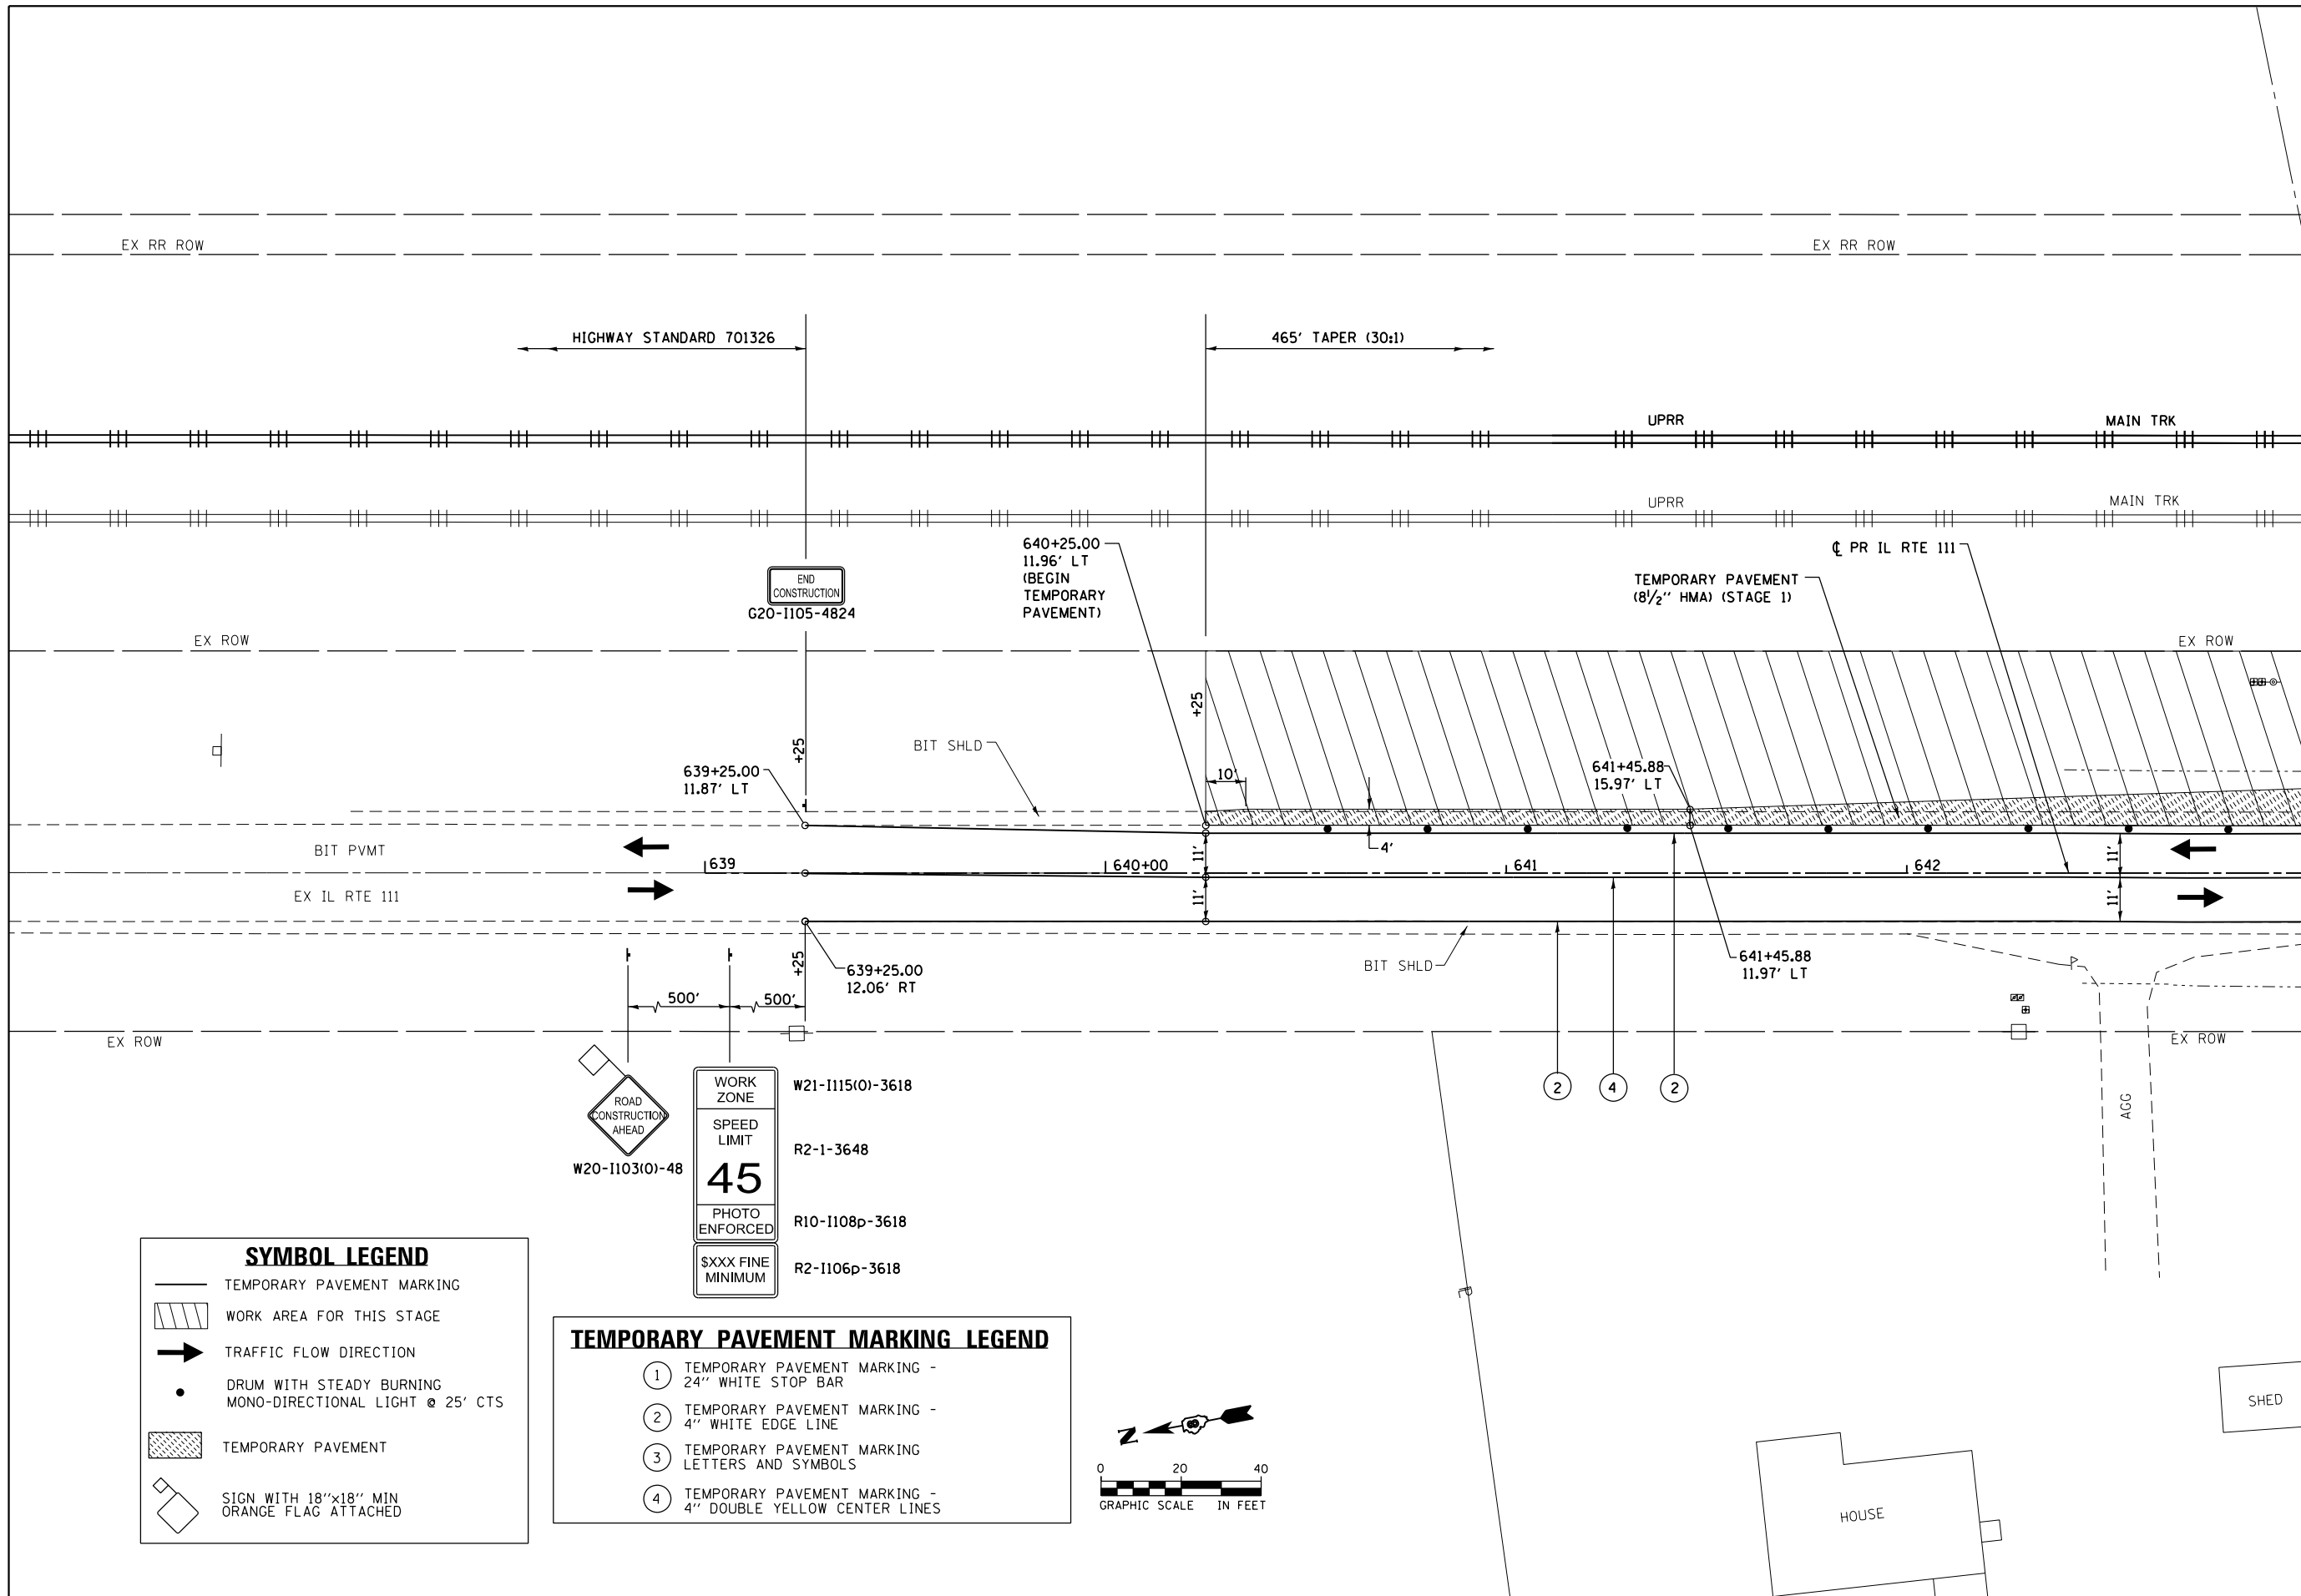 EX RR ROW
EX RR ROW
HIGHWAY STANDARD 701326
465' TAPER (30:1)
UPRR
MAIN TRK
UPRR
MAIN TRK
640+25.00
11.96' LT
(BEGIN
TEMPORARY
PAVEMENT)
℄ PR IL RTE 111
TEMPORARY PAVEMENT
(8½'' HMA) (STAGE 1)
END
CONSTRUCTION
G20-I105-4824
EX ROW
EX ROW
+25
+25
BIT SHLD
639+25.00
11.87' LT
10'
641+45.88
15.97' LT
4'
BIT PVMT
639
640+00
641
642
11'
11'
11'
11'
EX IL RTE 111
+25
639+25.00
12.06' RT
BIT SHLD
641+45.88
11.97' LT
500'
500'
EX ROW
EX ROW
2
4
2
AGG
P
P
ROAD
CONSTRUCTION
AHEAD
W20-I103(O)-48
WORK
ZONE
W21-I115(O)-3618
SPEED
LIMIT
45
R2-1-3648
PHOTO
ENFORCED
R10-I108p-3618
$XXX FINE
MINIMUM
R2-I106p-3618
SYMBOL LEGEND
TEMPORARY PAVEMENT MARKING
WORK AREA FOR THIS STAGE
TRAFFIC FLOW DIRECTION
DRUM WITH STEADY BURNING
MONO-DIRECTIONAL LIGHT @ 25' CTS
TEMPORARY PAVEMENT
SIGN WITH 18''x18'' MIN
ORANGE FLAG ATTACHED
TEMPORARY PAVEMENT MARKING LEGEND
1 TEMPORARY PAVEMENT MARKING -
24'' WHITE STOP BAR
2 TEMPORARY PAVEMENT MARKING -
4'' WHITE EDGE LINE
3 TEMPORARY PAVEMENT MARKING
LETTERS AND SYMBOLS
4 TEMPORARY PAVEMENT MARKING -
4'' DOUBLE YELLOW CENTER LINES
N
0 20 40
GRAPHIC SCALE IN FEET
SHED
HOUSE